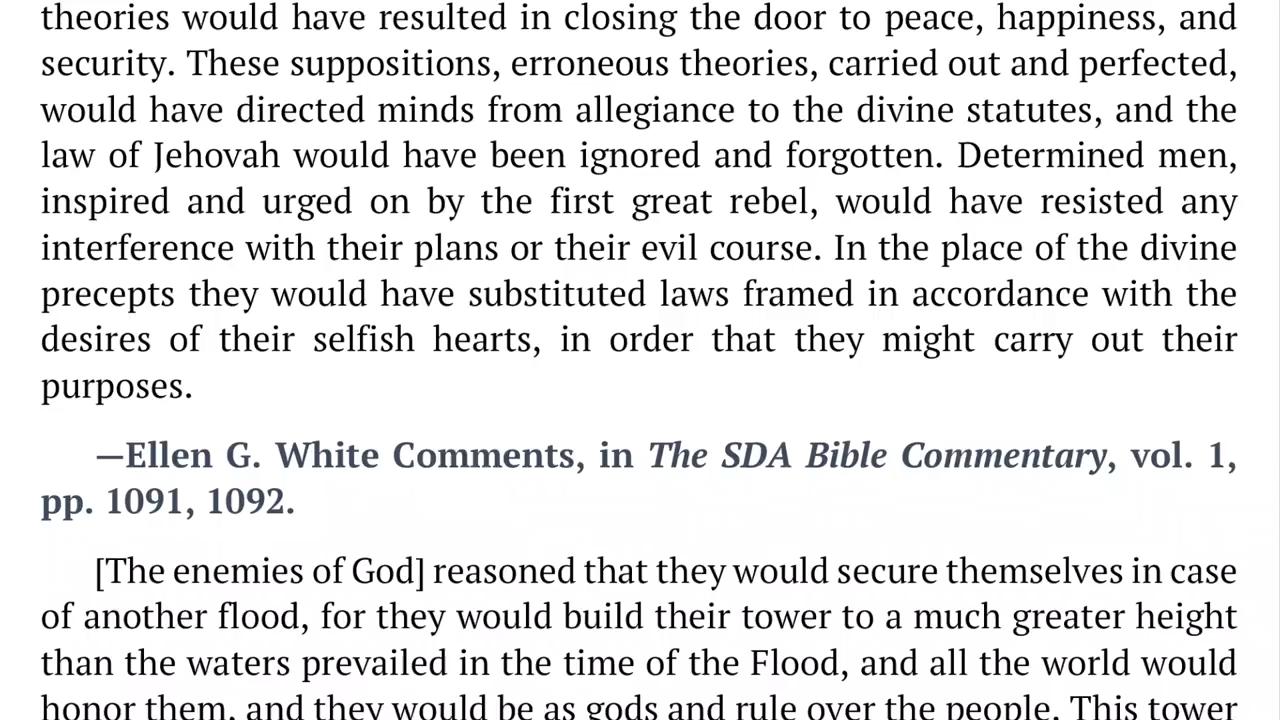 theories would have resulted in closing the door to peace, happiness, and
security. These suppositions, erroneous theories, carried out and perfected,
would have directed minds from allegiance to the divine statutes, and the
law of Jehovah would have been ignored and forgotten. Determined men,
inspired and urged on by the first great rebel, would have resisted any
interference with their plans or their evil course. In the place of the divine
precepts they would have substituted laws framed in accordance with the
desires of their selfish hearts, in order that they might carry out their
purposes.
—Ellen G. White Comments, in The SDA Bible Commentary, vol. 1,
pp. 1091, 1092.
[The enemies of God] reasoned that they would secure themselves in case
of another flood, for they would build their tower to a much greater height
than the waters prevailed in the time of the Flood, and all the world would
honor them, and they would be as gods and rule over the people. This tower